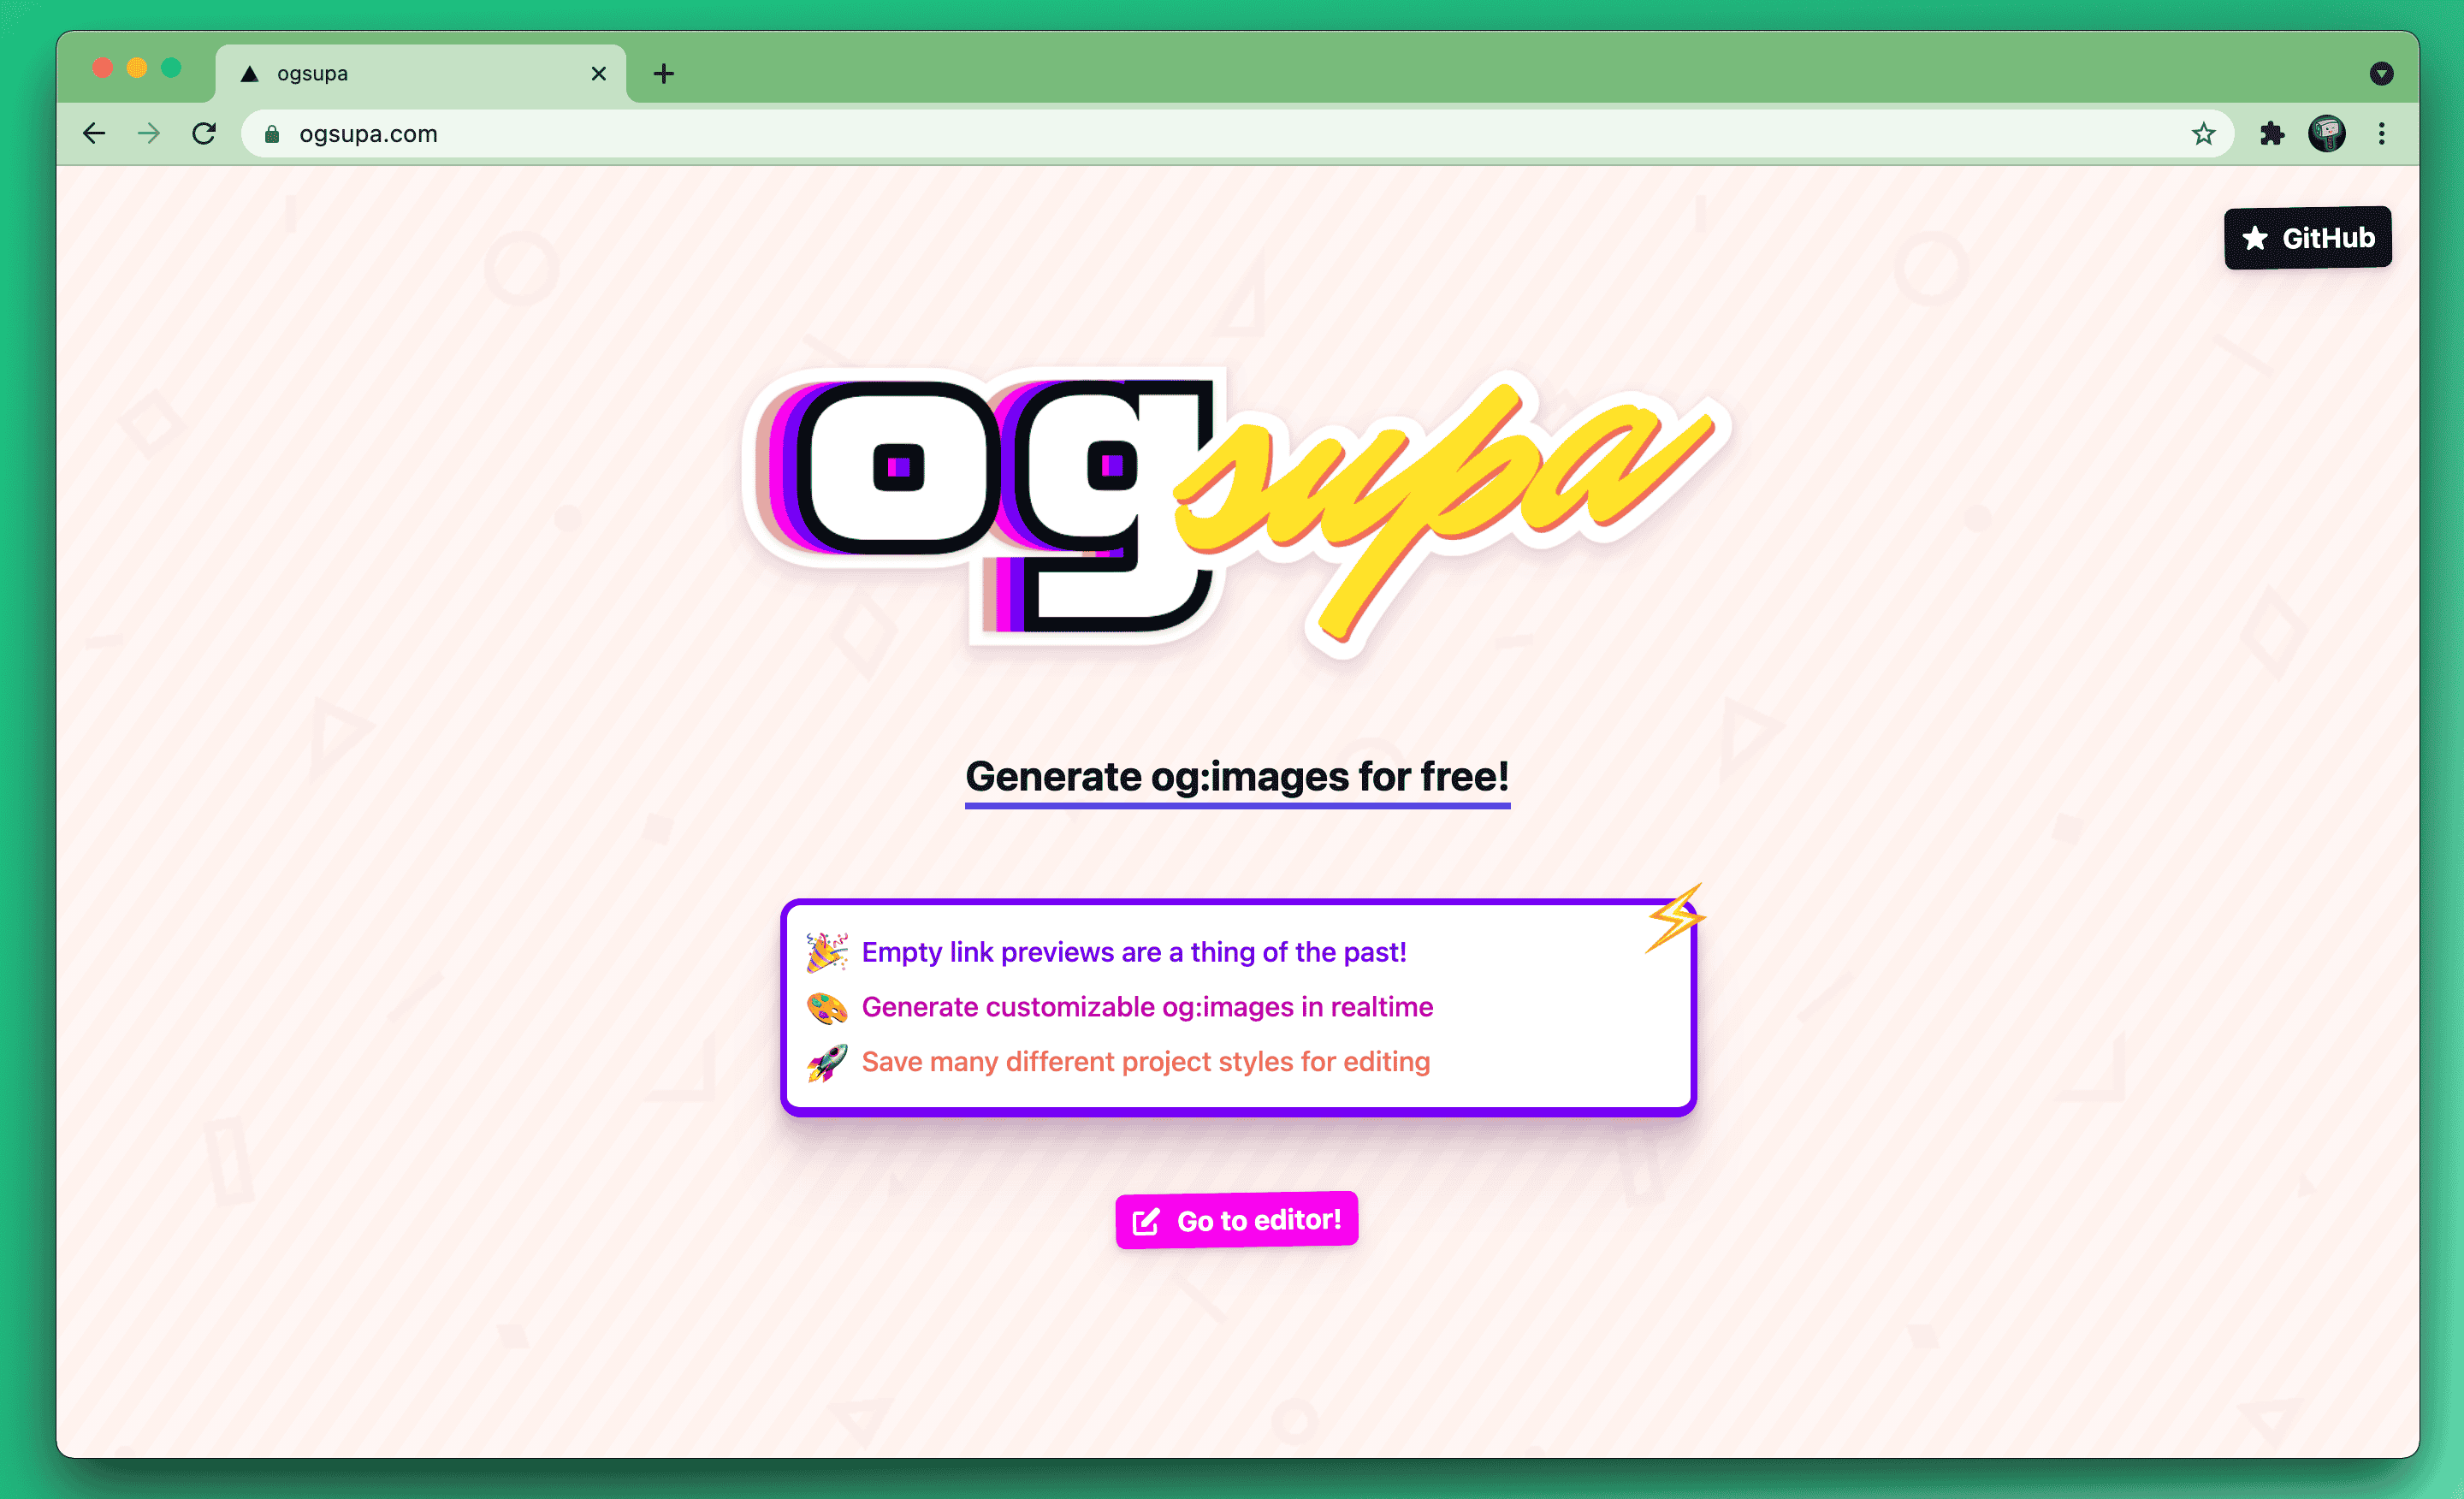 ogsupa
ogsupa.com
GitHub
ogsupa
Generate og:images for free!
Empty link previews are a thing of the past!
Generate customizable og:images in realtime
Save many different project styles for editing
Go to editor!